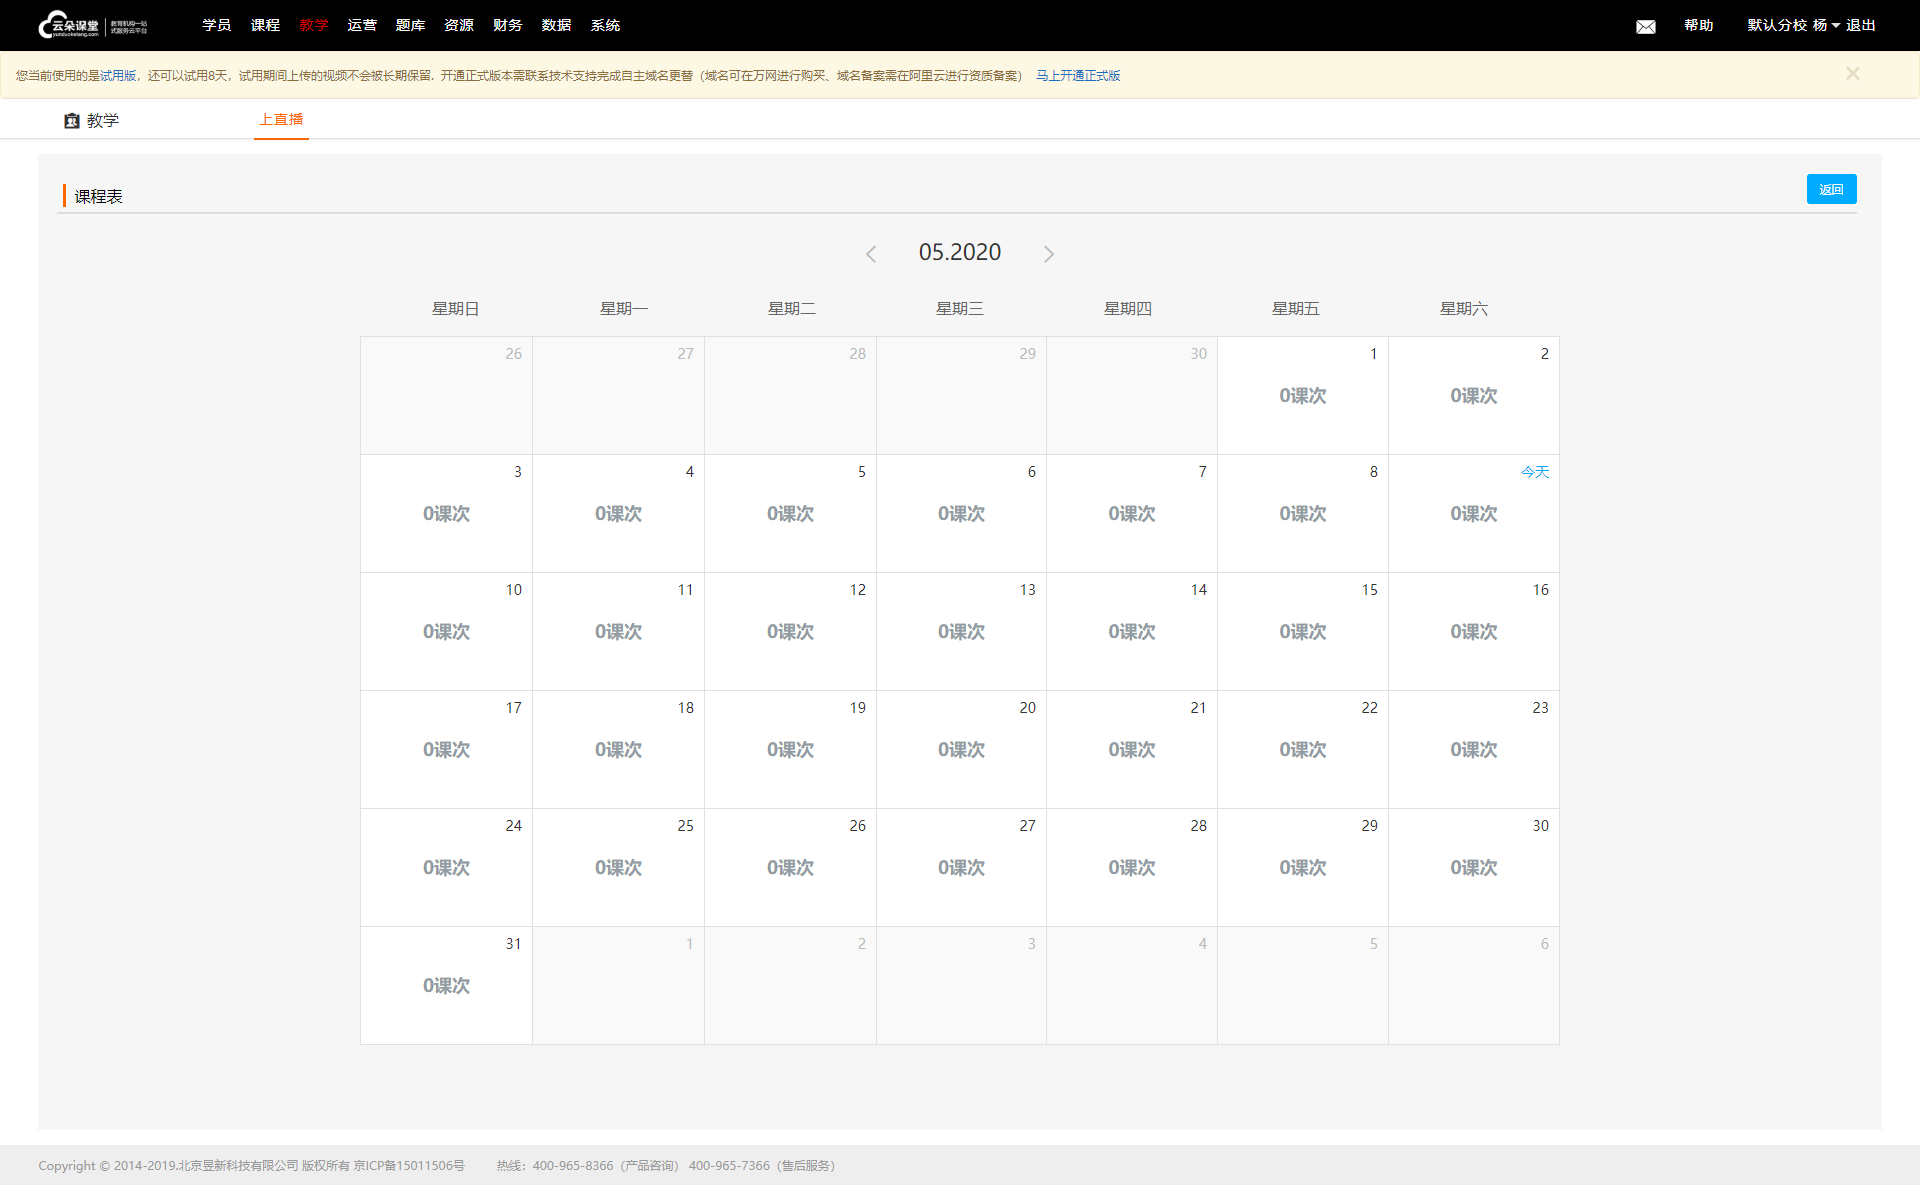 云朵课堂 教育机构一站
yunduoketang.com 式服务云平台
学员 课程 教学 运营 题库 资源 财务 数据 系统 帮助 默认分校 杨 退出
您当前使用的是试用版，还可以试用8天，试用期间上传的视频不会被长期保留. 开通正式版本需联系技术支持完成自主域名更替（域名可在万网进行购买、域名备案需在阿里云进行资质备案） 马上开通正式版
教学 上直播
课程表 返回
05.2020
星期日 星期一 星期二 星期三 星期四 星期五 星期六
26 27 28 29 30 1 2
0课次 0课次
3 4 5 6 7 8 今天
0课次 0课次 0课次 0课次 0课次 0课次 0课次
10 11 12 13 14 15 16
0课次 0课次 0课次 0课次 0课次 0课次 0课次
17 18 19 20 21 22 23
0课次 0课次 0课次 0课次 0课次 0课次 0课次
24 25 26 27 28 29 30
0课次 0课次 0课次 0课次 0课次 0课次 0课次
31 1 2 3 4 5 6
0课次
Copyright © 2014-2019.北京昱新科技有限公司 版权所有 京ICP备15011506号 热线：400-965-8366（产品咨询） 400-965-7366（售后服务）